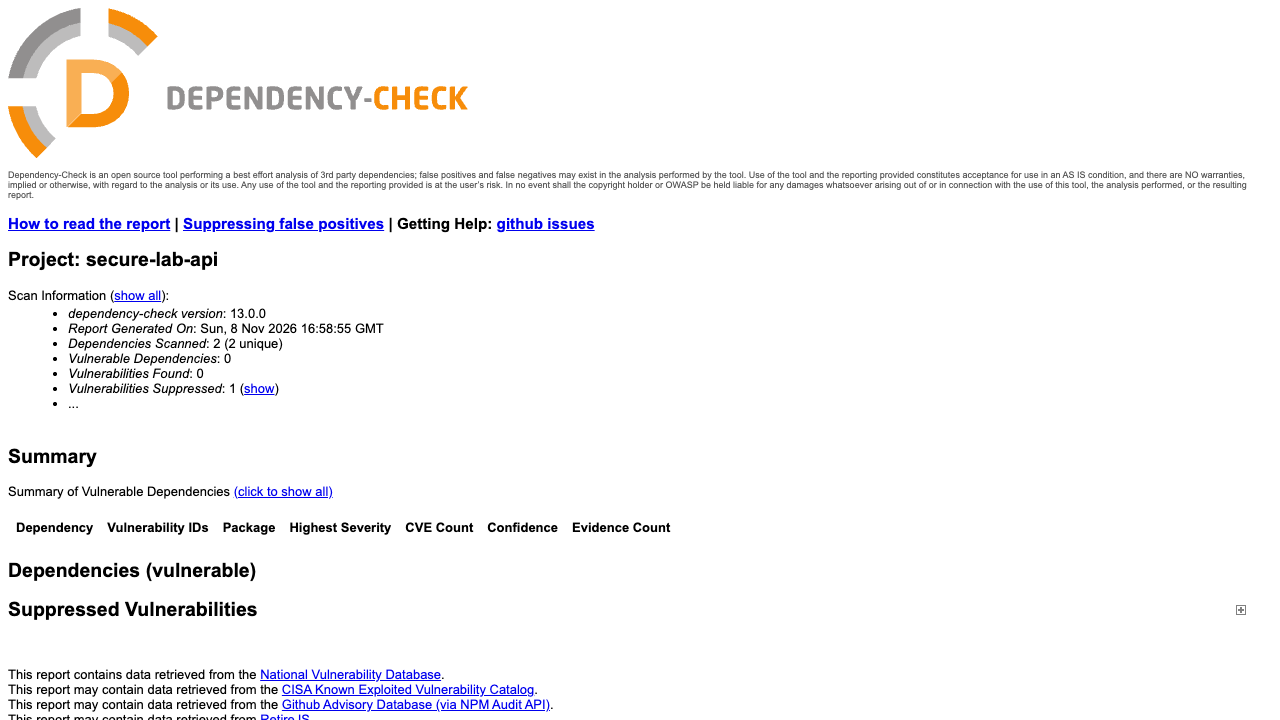 DEPENDENCY-CHECK
Dependency-Check is an open source tool performing a best effort analysis of 3rd party dependencies; false positives and false negatives may exist in the analysis performed by the tool. Use of the tool and the reporting provided constitutes acceptance for use in an AS IS condition, and there are NO warranties,
implied or otherwise, with regard to the analysis or its use. Any use of the tool and the reporting provided is at the user's risk. In no event shall the copyright holder or OWASP be held liable for any damages whatsoever arising out of or in connection with the use of this tool, the analysis performed, or the resulting
report.
How to read the report | Suppressing false positives | Getting Help: github issues
Project: secure-lab-api
Scan Information (show all):
• dependency-check version: 13.0.0
• Report Generated On: Sun, 8 Nov 2026 16:58:55 GMT
• Dependencies Scanned: 2 (2 unique)
• Vulnerable Dependencies: 0
• Vulnerabilities Found: 0
• Vulnerabilities Suppressed: 1 (show)
• ...
Summary
Summary of Vulnerable Dependencies (click to show all)
Dependency Vulnerability IDs Package Highest Severity CVE Count Confidence Evidence Count
Dependencies (vulnerable)
Suppressed Vulnerabilities
This report contains data retrieved from the National Vulnerability Database.
This report may contain data retrieved from the CISA Known Exploited Vulnerability Catalog.
This report may contain data retrieved from the Github Advisory Database (via NPM Audit API).
This report may contain data retrieved from RetireJS.